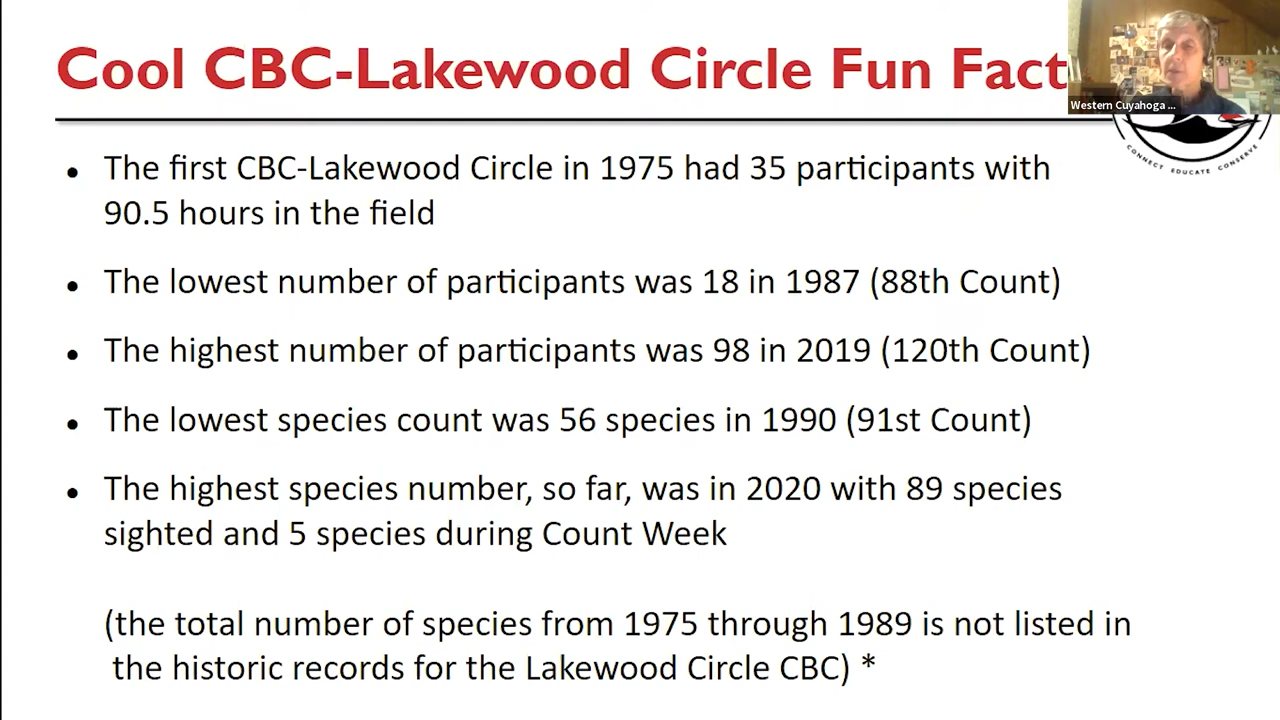 Cool CBC-Lakewood Circle Fun Fact
Western Cuyahoga ...
CONNECT EDUCATE CONSERVE
• The first CBC-Lakewood Circle in 1975 had 35 participants with
90.5 hours in the field
• The lowest number of participants was 18 in 1987 (88th Count)
• The highest number of participants was 98 in 2019 (120th Count)
• The lowest species count was 56 species in 1990 (91st Count)
• The highest species number, so far, was in 2020 with 89 species
sighted and 5 species during Count Week
(the total number of species from 1975 through 1989 is not listed in
the historic records for the Lakewood Circle CBC) *